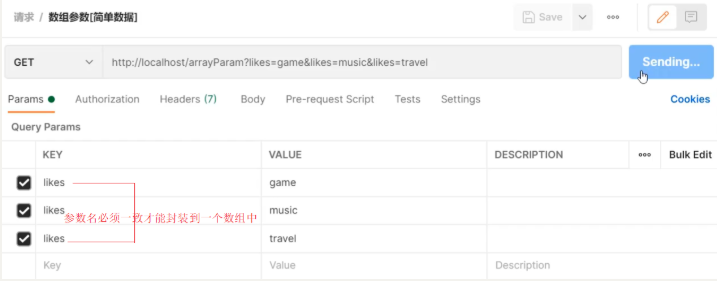 请求 / 数组参数[简单数据]
Save
GET http://localhost/arrayParam?likes=game&likes=music&likes=travel Sending...
Params Authorization Headers (7) Body Pre-request Script Tests Settings Cookies
Query Params
KEY VALUE DESCRIPTION Bulk Edit
likes game
likes music
参数名必须一致才能封装到一个数组中
likes travel
Key Value Description